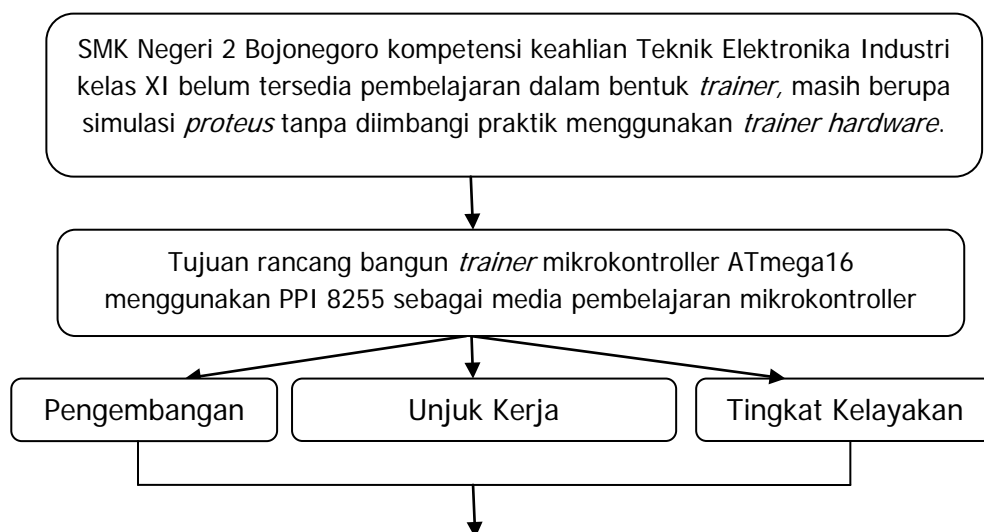 SMK Negeri 2 Bojonegoro kompetensi keahlian Teknik Elektronika Industri
kelas XI belum tersedia pembelajaran dalam bentuk trainer, masih berupa
simulasi proteus tanpa diimbangi praktik menggunakan trainer hardware.
Tujuan rancang bangun trainer mikrokontroller ATmega16
menggunakan PPI 8255 sebagai media pembelajaran mikrokontroller
Pengembangan
Unjuk Kerja
Tingkat Kelayakan